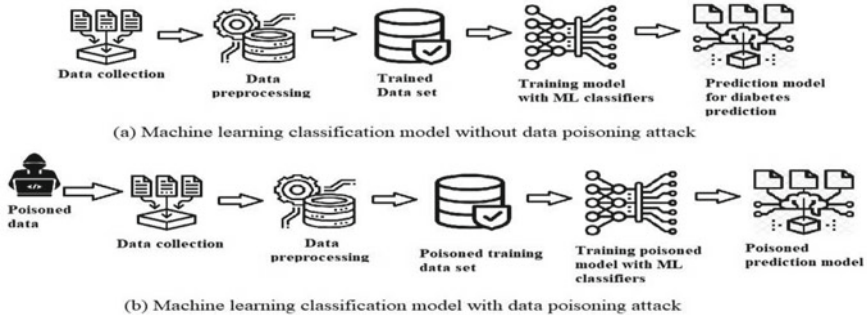 Data collection
Data
preprocessing
Trained
Data set
Training model
with ML classifiers
Prediction model
for diabetes
prediction
(a) Machine learning classification model without data poisoning attack
Poisoned
data
Data collection
Data
preprocessing
Poisoned training
data set
Training poisoned
model with ML
classifiers
Poisoned
prediction model
(b) Machine learning classification model with data poisoning attack